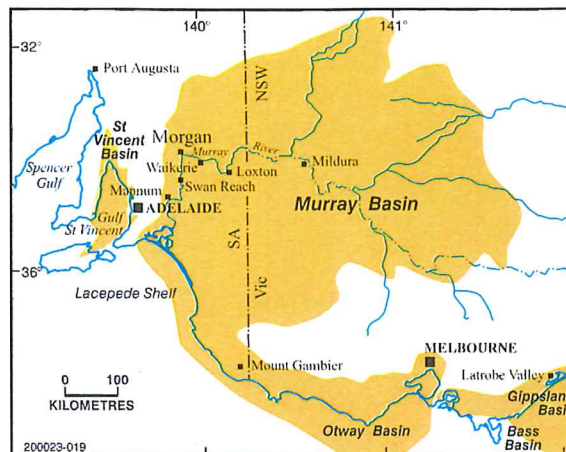 140°
141°
32°
Port Augusta
NSW
St
Vincent
Basin
Morgan
Murray
River
Spencer
Gulf
Waikerie
Loxton
Mildura
Swan Reach
Mannum
Murray Basin
ADELAIDE
Gulf
St Vincent
SA
36°
Lacepede Shelf
Vic
MELBOURNE
Mount Gambier
Latrobe Valley
0 100
KILOMETRES
Gippsland
Basin
Otway Basin
Bass
Basin
200023-019